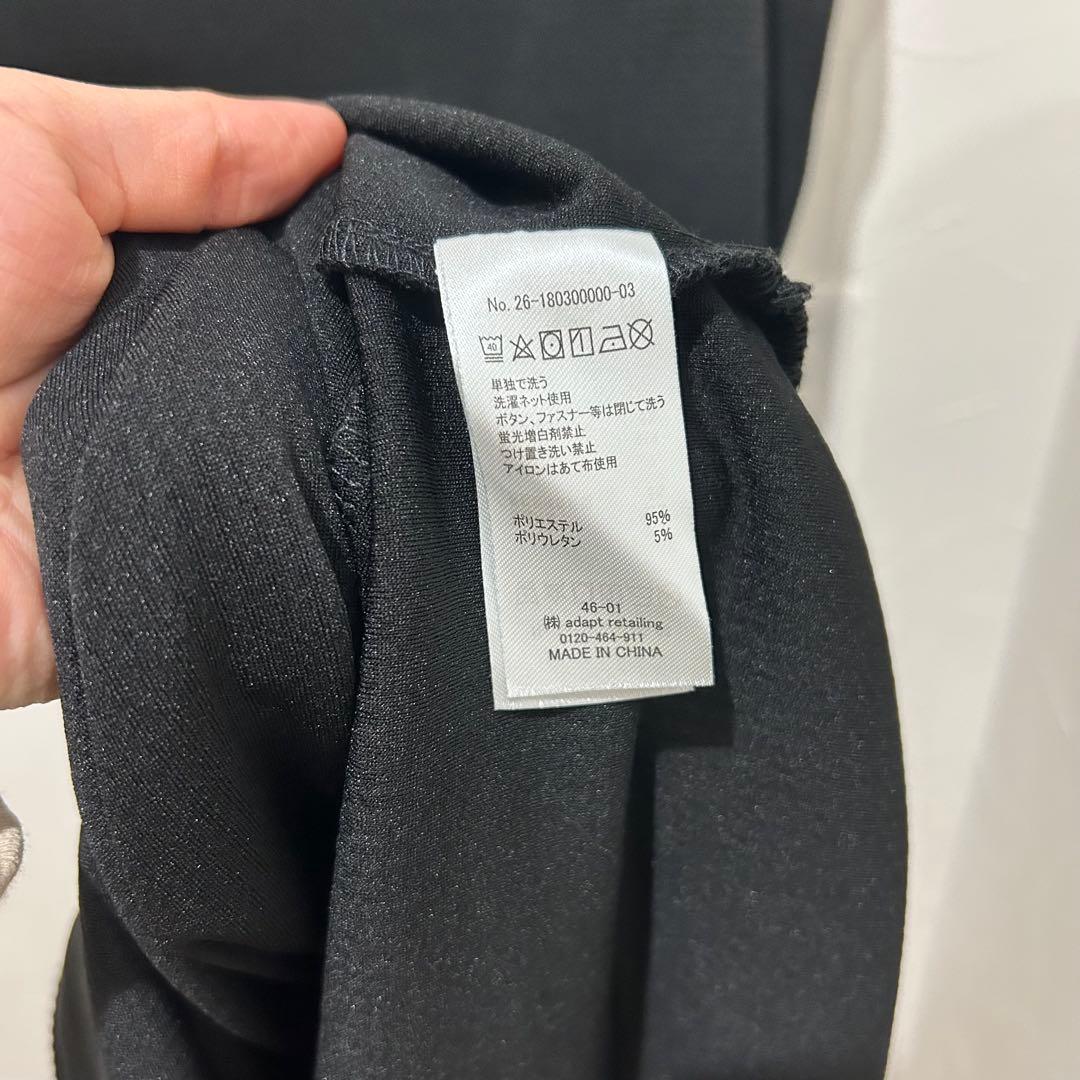 No. 26-180300000-03
40
単独で洗う
洗濯ネット使用
ボタン、ファスナー等は閉じて洗う
蛍光増白剤禁止
つけ置き洗い禁止
アイロンはあて布使用
ポリエステル 95%
ポリウレタン 5%
46-01
㈱ adapt retailing
0120-464-911
MADE IN CHINA